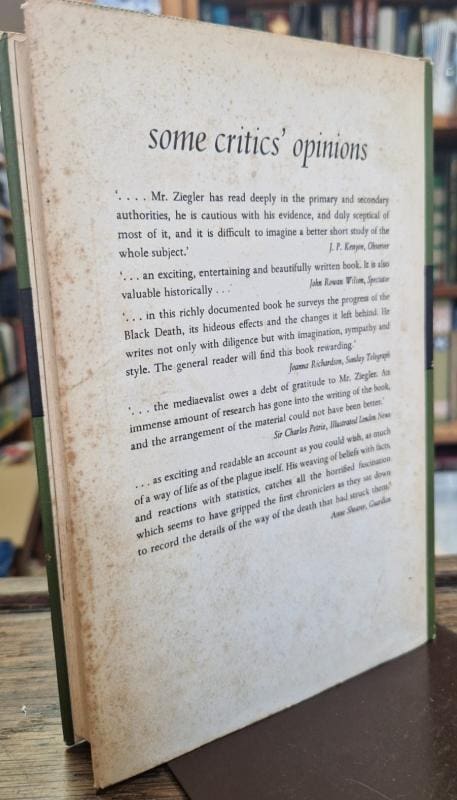 some critics' opinions
'. . . . Mr. Ziegler has read deeply in the primary and secondary
authorities, he is cautious with his evidence, and duly sceptical of
most of it, and it is difficult to imagine a better short study of the
whole subject.' J. P. Kenyon, Observer
'. . . an exciting, entertaining and beautifully written book. It is also
valuable historically . . .' John Rowan Wilson, Spectator
'. . . in this richly documented book he surveys the progress of the
Black Death, its hideous effects and the changes it left behind. He
writes not only with diligence but with imagination, sympathy and
style. The general reader will find this book rewarding.'
Joanna Richardson, Sunday Telegraph
'. . . the mediaevalist owes a debt of gratitude to Mr. Ziegler. An
immense amount of research has gone into the writing of the book,
and the arrangement of the material could not have been better.'
Sir Charles Petrie, Illustrated London News
. . . as exciting and readable an account as you could wish, as much
of a way of life as of the plague itself. His weaving of beliefs with facts,
and reactions with statistics, catches all the horrified fascination
which seems to have gripped the first chroniclers as they sat down
to record the details of the way of the death that had struck them.'
Anne Shearer, Guardian